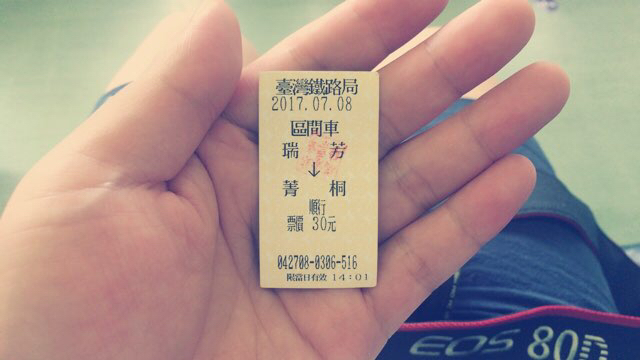 臺灣鐵路局
2017.07.08
區間車
瑞 芳
↓
菁 桐
順行
票價 30元
042708-0306-516
限當日有效 14:01
EOS 80D